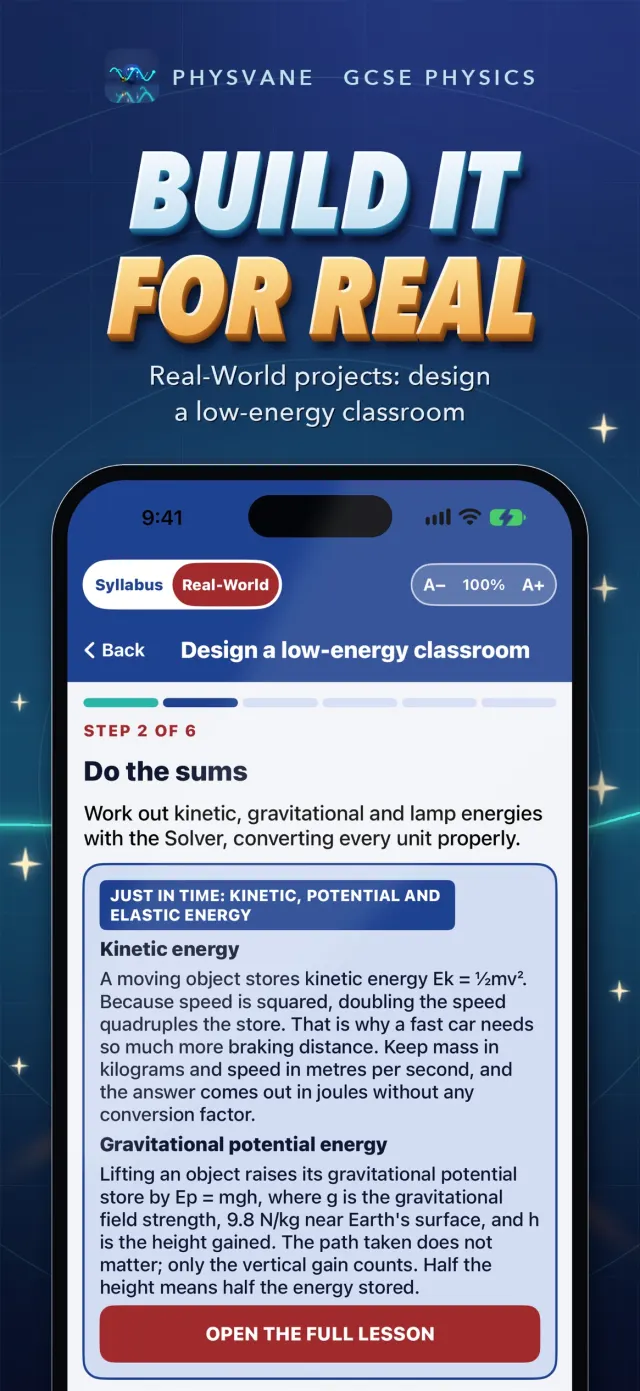 PHYSVANE GCSE PHYSICS
BUILD IT
FOR REAL
Real-World projects: design
a low-energy classroom
9:41
Syllabus Real-World A− 100% A+
Back Design a low-energy classroom
STEP 2 OF 6
Do the sums
Work out kinetic, gravitational and lamp energies
with the Solver, converting every unit properly.
JUST IN TIME: KINETIC, POTENTIAL AND
ELASTIC ENERGY
Kinetic energy
A moving object stores kinetic energy Ek = ½mv².
Because speed is squared, doubling the speed
quadruples the store. That is why a fast car needs
so much more braking distance. Keep mass in
kilograms and speed in metres per second, and
the answer comes out in joules without any
conversion factor.
Gravitational potential energy
Lifting an object raises its gravitational potential
store by Ep = mgh, where g is the gravitational
field strength, 9.8 N/kg near Earth's surface, and h
is the height gained. The path taken does not
matter; only the vertical gain counts. Half the
height means half the energy stored.
OPEN THE FULL LESSON